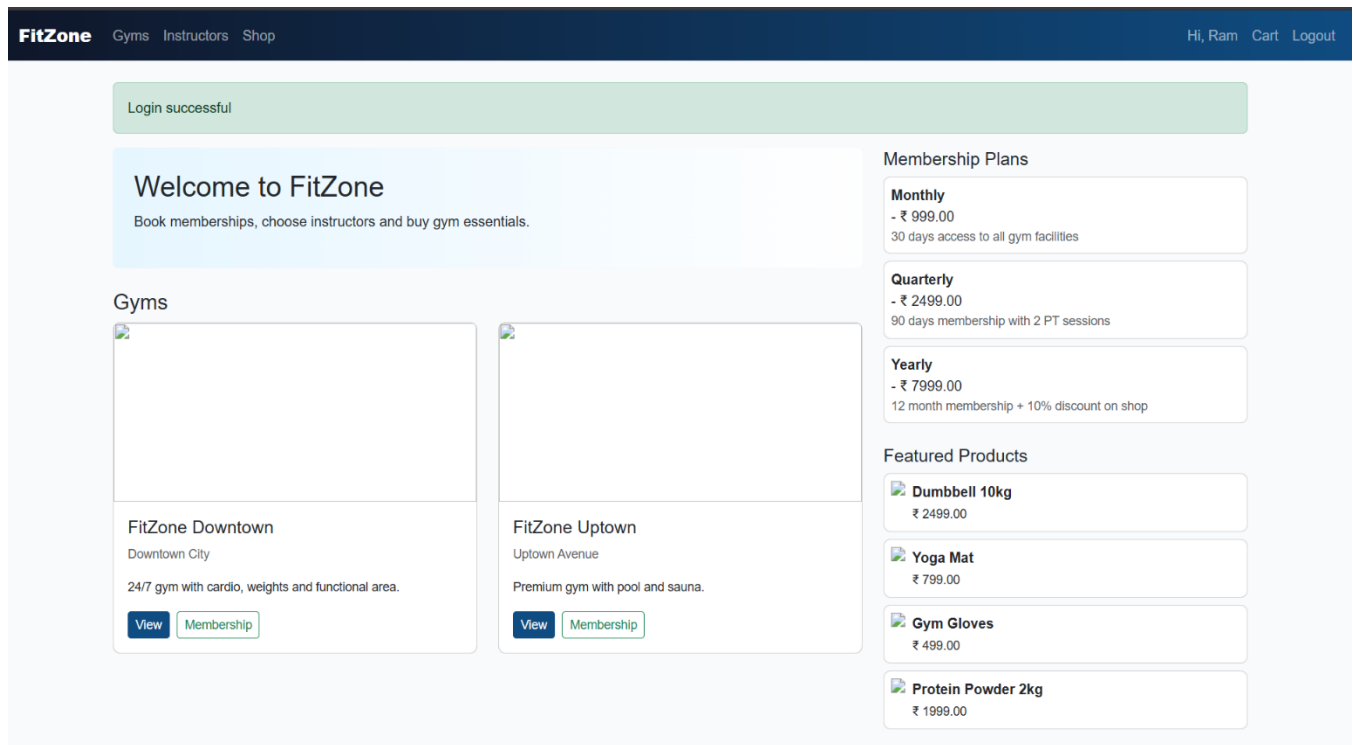 FitZone Gyms Instructors Shop Hi, Ram Cart Logout
Login successful
Welcome to FitZone
Book memberships, choose instructors and buy gym essentials.
Gyms
FitZone Downtown
Downtown City
24/7 gym with cardio, weights and functional area.
View Membership
FitZone Uptown
Uptown Avenue
Premium gym with pool and sauna.
View Membership
Membership Plans
Monthly
- ₹ 999.00
30 days access to all gym facilities
Quarterly
- ₹ 2499.00
90 days membership with 2 PT sessions
Yearly
- ₹ 7999.00
12 month membership + 10% discount on shop
Featured Products
Dumbbell 10kg
₹ 2499.00
Yoga Mat
₹ 799.00
Gym Gloves
₹ 499.00
Protein Powder 2kg
₹ 1999.00